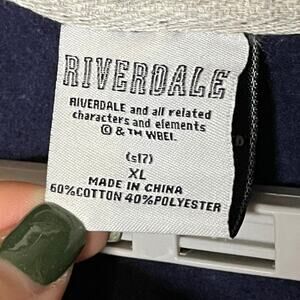 RIVERDALE
RIVERDALE and all related
characters and elements
© & ™ WBEI.
(s17)
XL
MADE IN CHINA
60%COTTON 40%POLYESTER